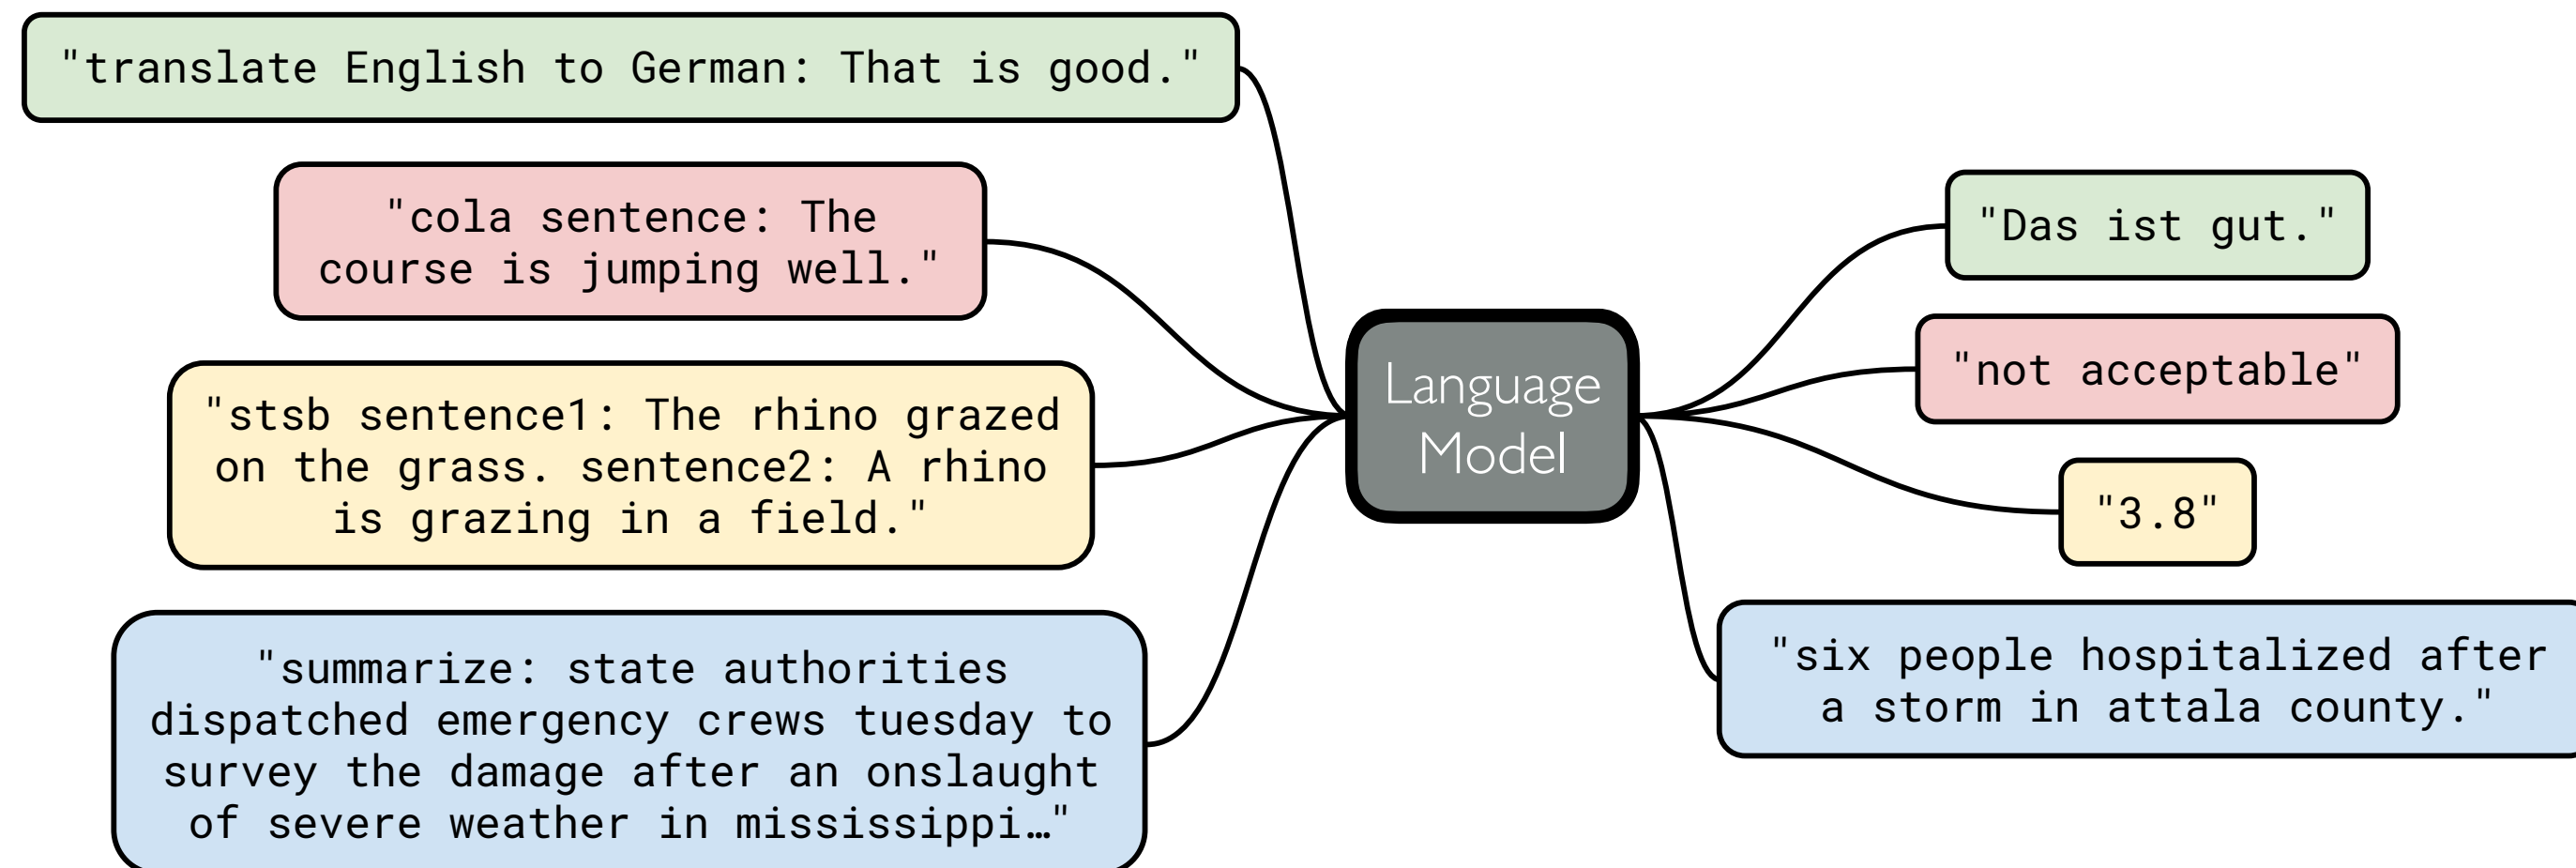 "translate English to German: That is good."
"cola sentence: The
course is jumping well."
"stsb sentence1: The rhino grazed
on the grass. sentence2: A rhino
is grazing in a field."
"summarize: state authorities
dispatched emergency crews tuesday to
survey the damage after an onslaught
of severe weather in mississippi…"
Language
Model
"Das ist gut."
"not acceptable"
"3.8"
"six people hospitalized after
a storm in attala county."